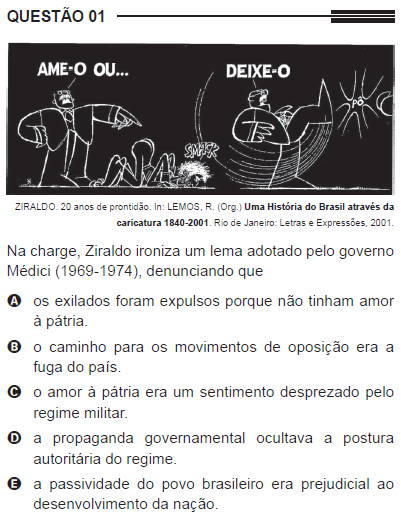 QUESTÃO 01
AME-O OU...
DEIXE-O
SMACK
PÔ
ZIRALDO. 20 anos de prontidão. In: LEMOS, R. (Org.) Uma História do Brasil através da
caricatura 1840-2001. Rio de Janeiro: Letras e Expressões, 2001.
Na charge, Ziraldo ironiza um lema adotado pelo governo
Médici (1969-1974), denunciando que
A os exilados foram expulsos porque não tinham amor
à pátria.
B o caminho para os movimentos de oposição era a
fuga do país.
C o amor à pátria era um sentimento desprezado pelo
regime militar.
D a propaganda governamental ocultava a postura
autoritária do regime.
E a passividade do povo brasileiro era prejudicial ao
desenvolvimento da nação.